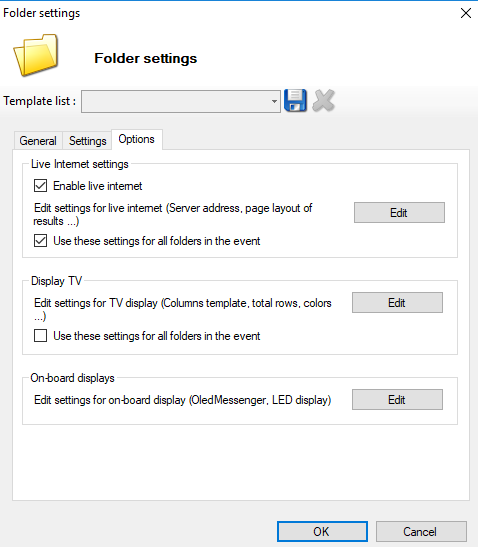 Folder settings
Folder settings
Template list :
General Settings Options
Live Internet settings
Enable live internet
Edit settings for live internet (Server address, page layout of
results ...)
Edit
Use these settings for all folders in the event
Display TV
Edit settings for TV display (Columns template, total rows, colors
...)
Edit
Use these settings for all folders in the event
On-board displays
Edit settings for on-board display (OledMessenger, LED display)
Edit
OK Cancel